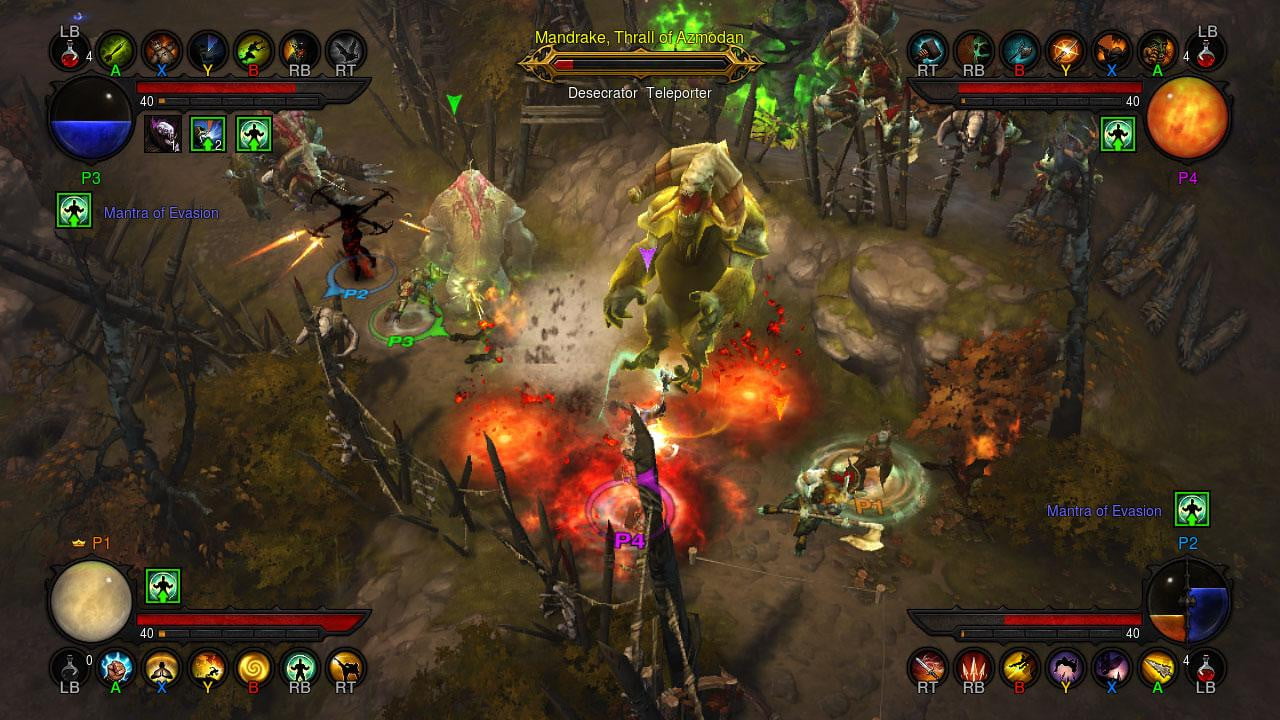 LB
LB
4
A X Y B RB RT
Mandrake, Thrall of Azmodan
RT RB B Y X A
4
40
Desecrator Teleporter
40
1
2
P3
P4
Mantra of Evasion
P2
P3
P1
P4
Mantra of Evasion
P1
P2
40
40
0
4
LB A X Y B RB RT
RT RB B Y X A LB